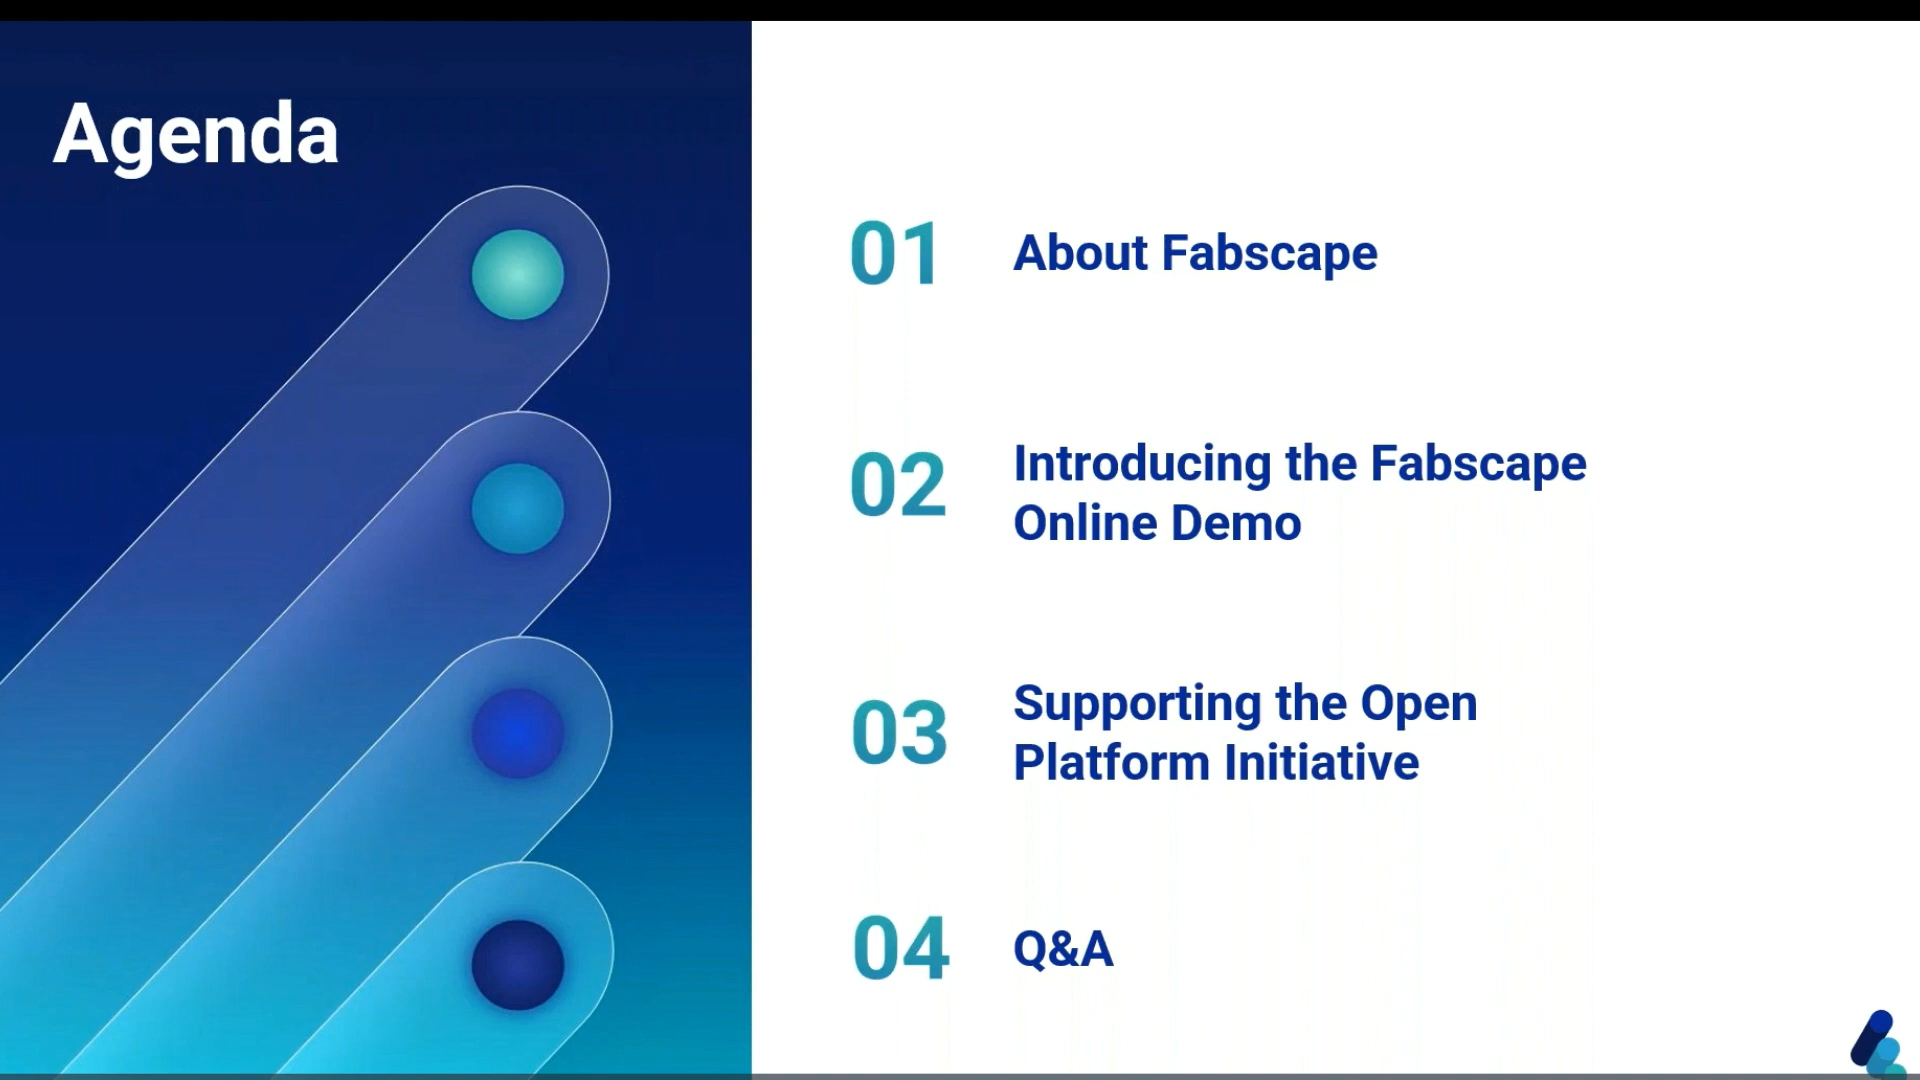 Agenda
01 About Fabscape
02 Introducing the Fabscape
Online Demo
03 Supporting the Open
Platform Initiative
04 Q&A